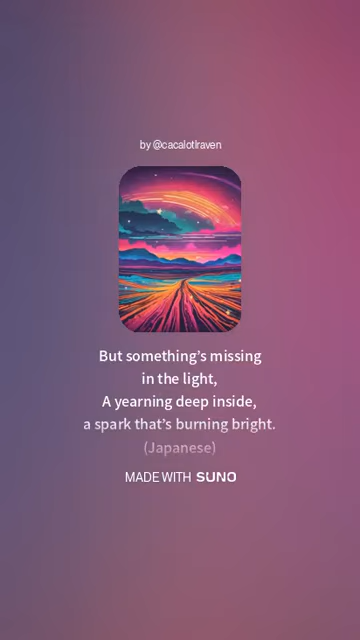 by @cacalotlraven
But something's missing
in the light,
A yearning deep inside,
a spark that's burning bright.
(Japanese)
MADE WITH SUNO